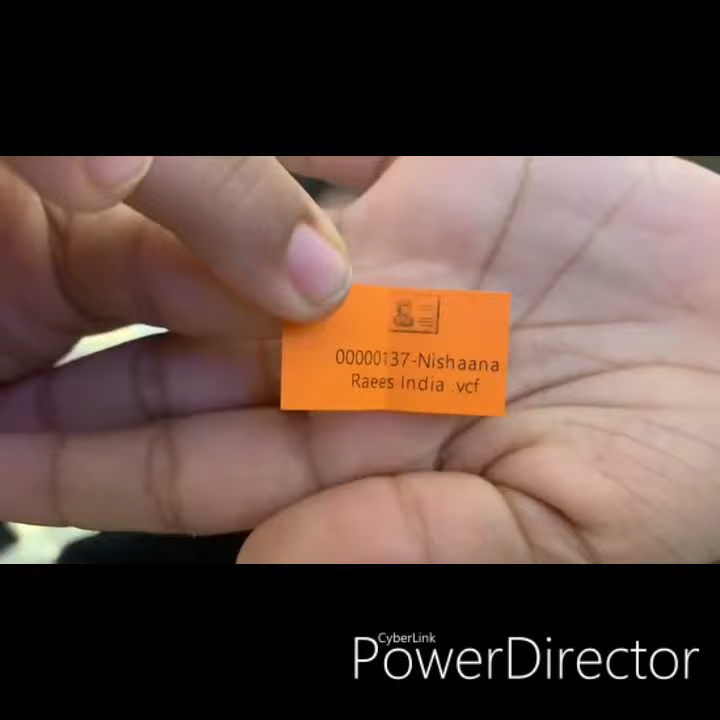 00000137-Nishaana
Raees India .vcf
CyberLink
PowerDirector